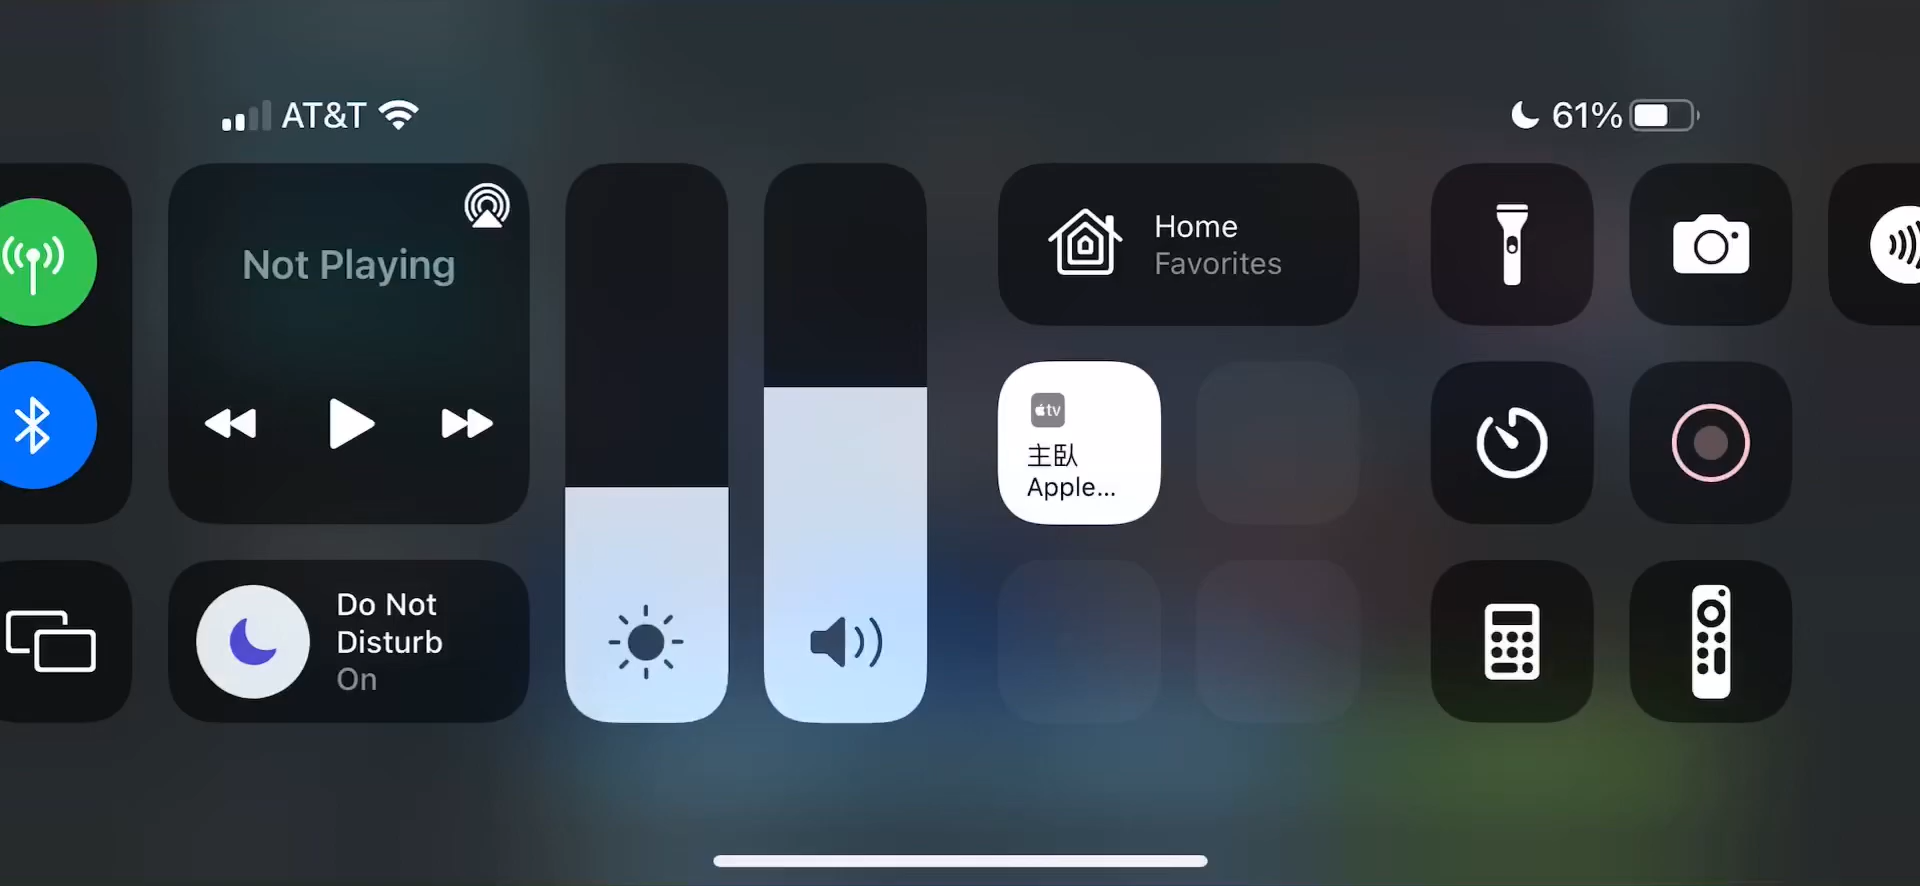 AT&T
61%
Not Playing
Home
Favorites
tv
主臥
Apple...
Do Not
Disturb
On